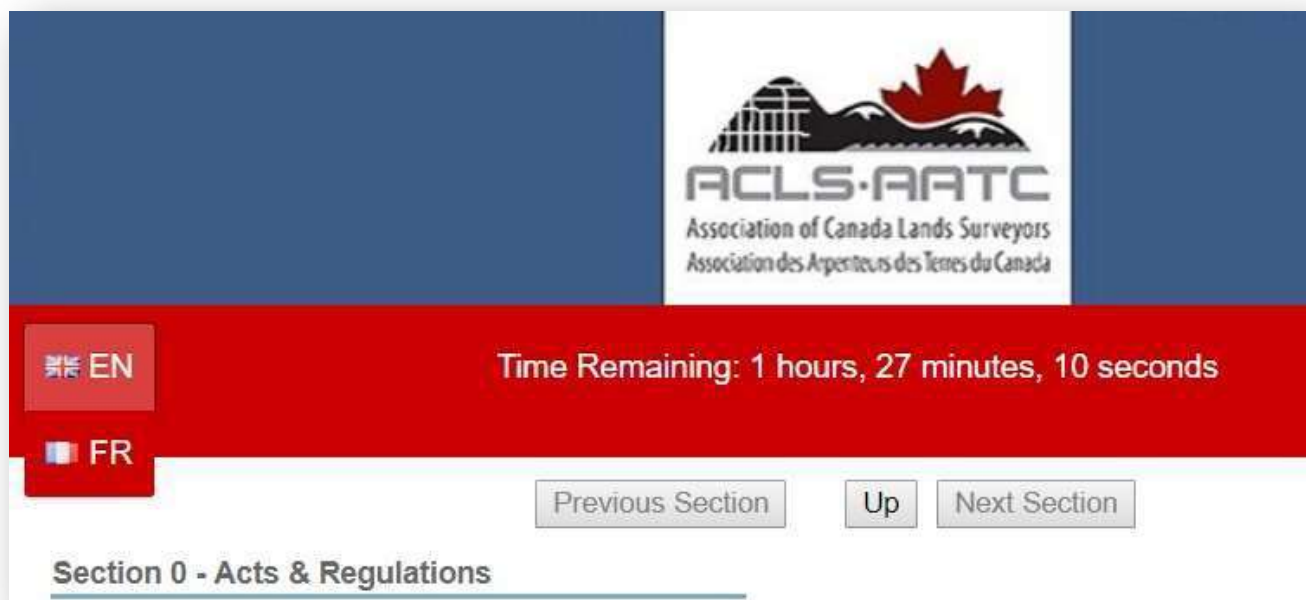 ACLS·AATC
Association of Canada Lands Surveyors
Association des Arpenteurs des Terres du Canada
EN
Time Remaining: 1 hours, 27 minutes, 10 seconds
FR
Previous Section
Up
Next Section
Section 0 - Acts & Regulations